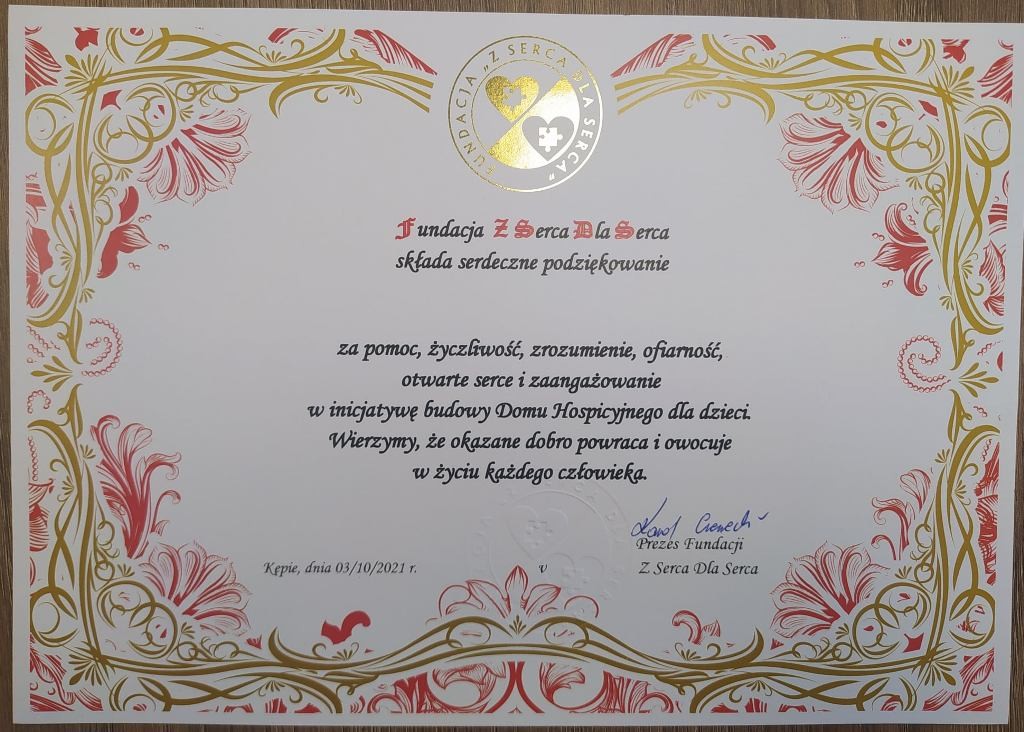 FUNDACJA „Z SERCA DLA SERCA”
Fundacja Z Serca Dla Serca
składa serdeczne podziękowanie
za pomoc, życzliwość, zrozumienie, ofiarność,
otwarte serce i zaangażowanie
w inicjatywę budowy Domu Hospicyjnego dla dzieci.
Wierzymy, że okazane dobro powraca i owocuje
w życiu każdego człowieka.
Karol
Prezes Fundacji
Kępie, dnia 03/10/2021 r.
v
Z Serca Dla Serca